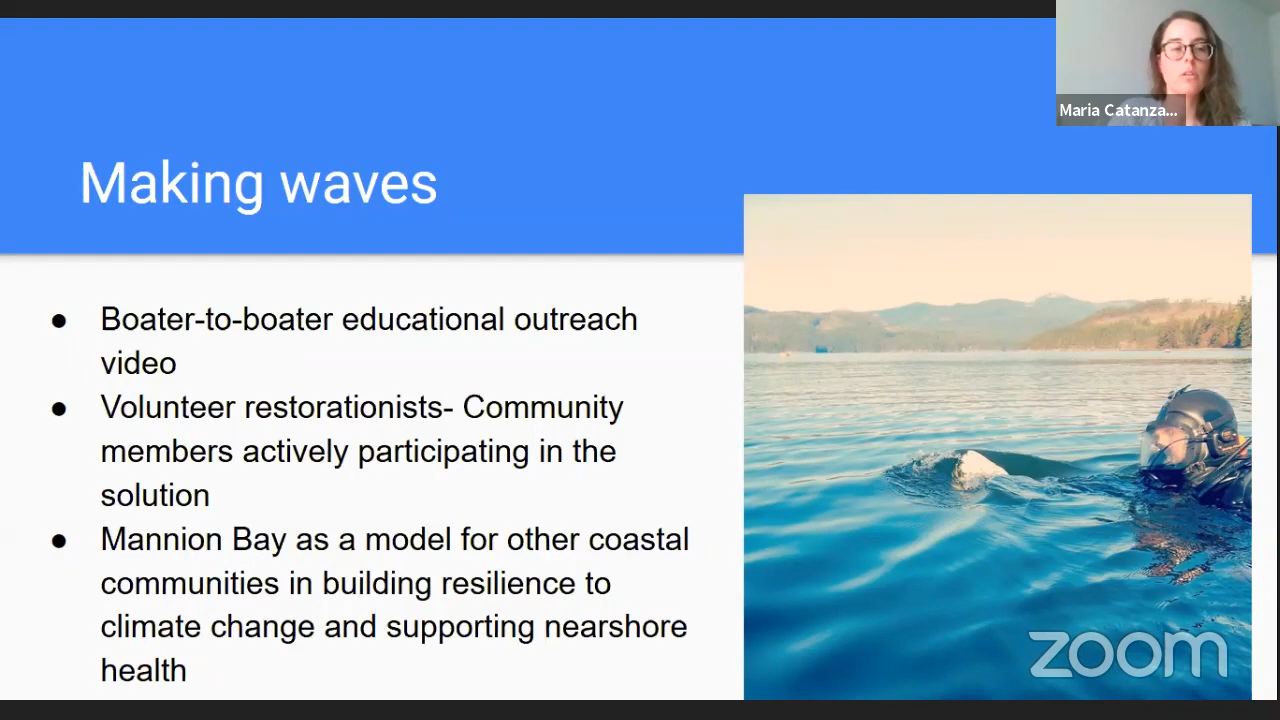 Maria Catanza...
Making waves
● Boater-to-boater educational outreach
video
● Volunteer restorationists- Community
members actively participating in the
solution
● Mannion Bay as a model for other coastal
communities in building resilience to
climate change and supporting nearshore
health
zoom